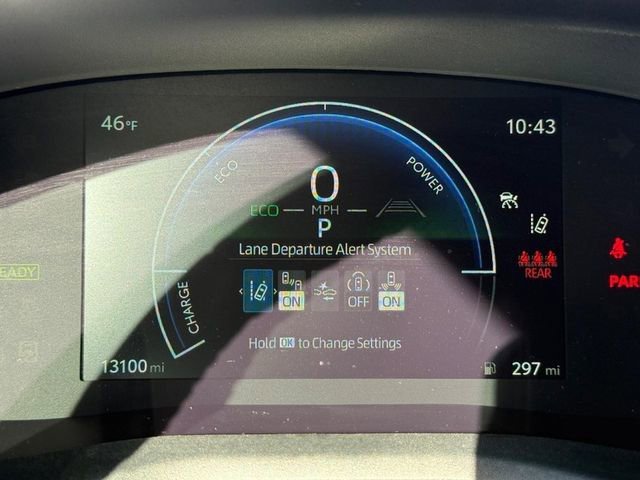 46°F
10:43
ECO
POWER
0
ECO
MPH
P
Lane Departure Alert System
REAR
READY
PAR
ON
OFF
ON
CHARGE
Hold OK to Change Settings
13100 mi
297 mi